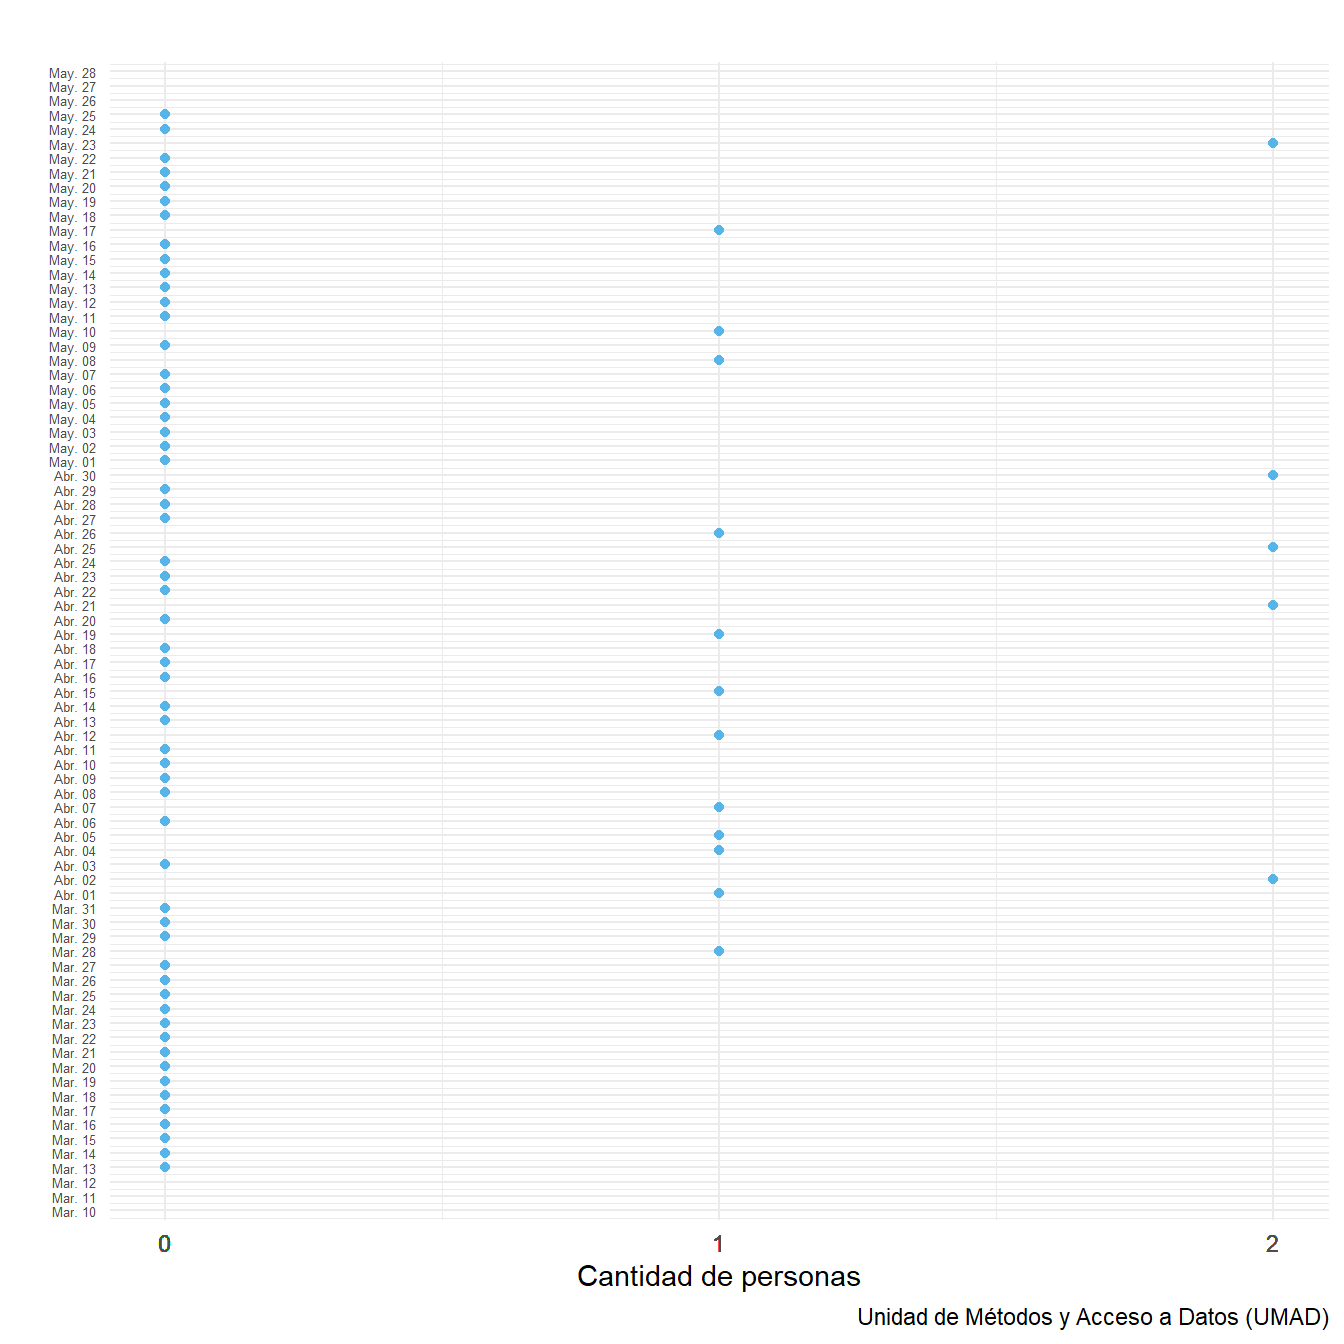 May. 28
May. 27
May. 26
May. 25
May. 24
May. 23
May. 22
May. 21
May. 20
May. 19
May. 18
May. 17
May. 16
May. 15
May. 14
May. 13
May. 12
May. 11
May. 10
May. 09
May. 08
May. 07
May. 06
May. 05
May. 04
May. 03
May. 02
May. 01
Abr. 30
Abr. 29
Abr. 28
Abr. 27
Abr. 26
Abr. 25
Abr. 24
Abr. 23
Abr. 22
Abr. 21
Abr. 20
Abr. 19
Abr. 18
Abr. 17
Abr. 16
Abr. 15
Abr. 14
Abr. 13
Abr. 12
Abr. 11
Abr. 10
Abr. 09
Abr. 08
Abr. 07
Abr. 06
Abr. 05
Abr. 04
Abr. 03
Abr. 02
Abr. 01
Mar. 31
Mar. 30
Mar. 29
Mar. 28
Mar. 27
Mar. 26
Mar. 25
Mar. 24
Mar. 23
Mar. 22
Mar. 21
Mar. 20
Mar. 19
Mar. 18
Mar. 17
Mar. 16
Mar. 15
Mar. 14
Mar. 13
Mar. 12
Mar. 11
Mar. 10
0 1 2
Cantidad de personas
Unidad de Métodos y Acceso a Datos (UMAD)